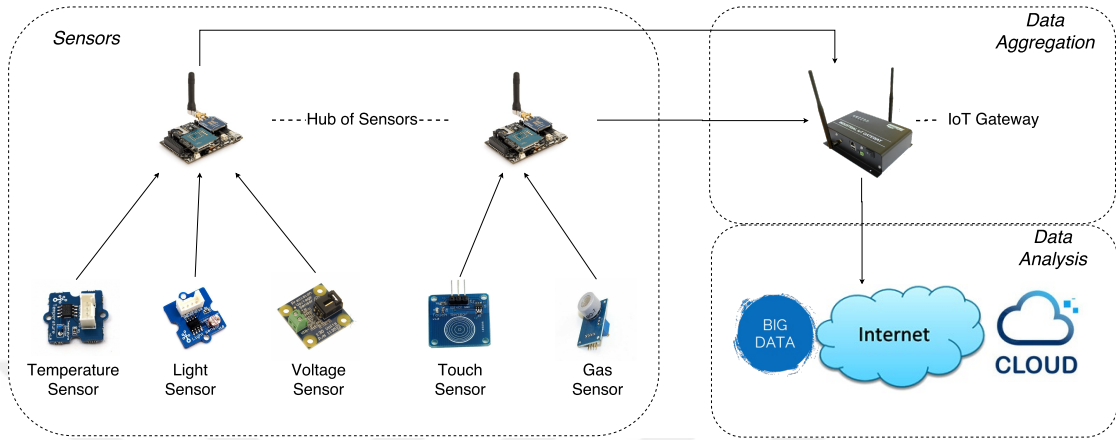 Sensors
Data
Aggregation
Hub of Sensors
IoT Gateway
Data
Analysis
BIG
DATA
Internet
CLOUD
Temperature
Sensor
Light
Sensor
Voltage
Sensor
Touch
Sensor
Gas
Sensor